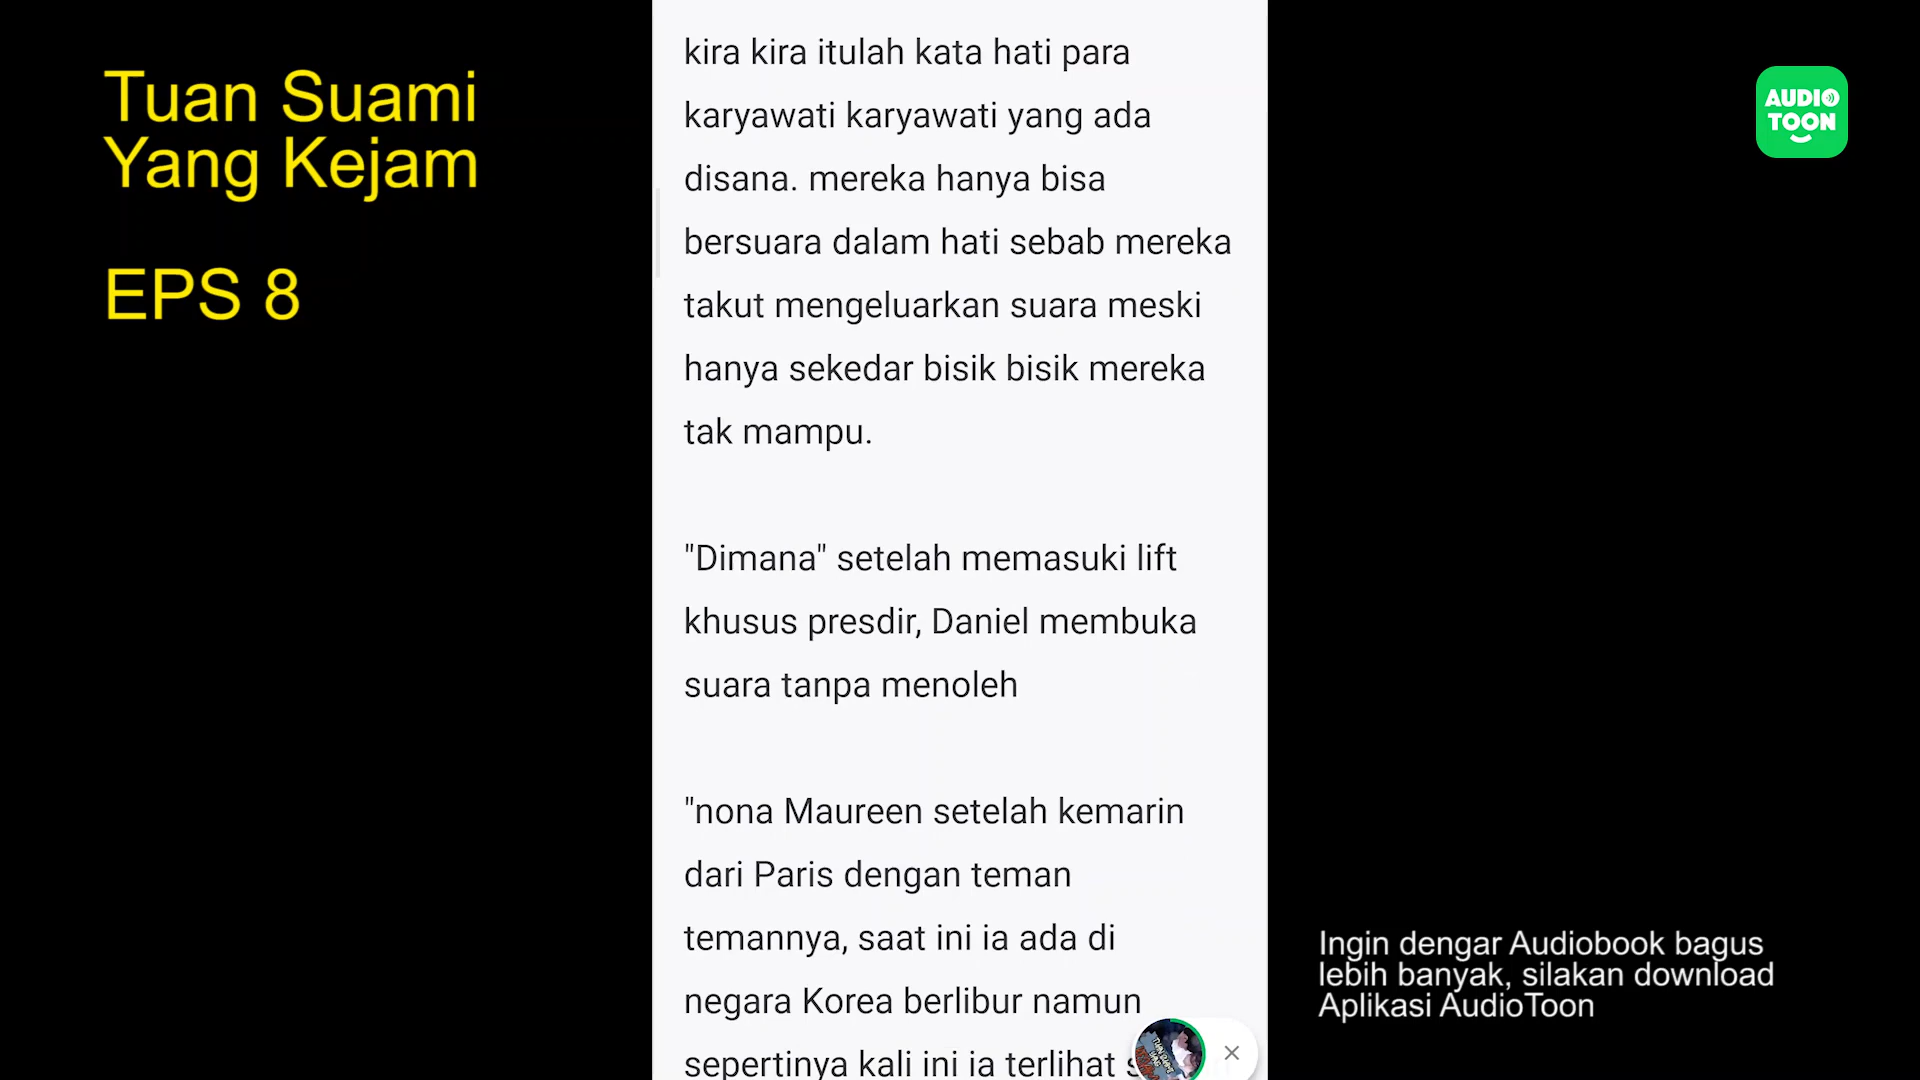 Tuan Suami
Yang Kejam
EPS 8
kira kira itulah kata hati para
karyawati karyawati yang ada
disana. mereka hanya bisa
bersuara dalam hati sebab mereka
takut mengeluarkan suara meski
hanya sekedar bisik bisik mereka
tak mampu.
"Dimana" setelah memasuki lift
khusus presdir, Daniel membuka
suara tanpa menoleh
"nona Maureen setelah kemarin
dari Paris dengan teman
temannya, saat ini ia ada di
negara Korea berlibur namun
sepertinya kali ini ia terlihat
AUDIO
TOON
Ingin dengar Audiobook bagus
lebih banyak, silakan download
Aplikasi AudioToon